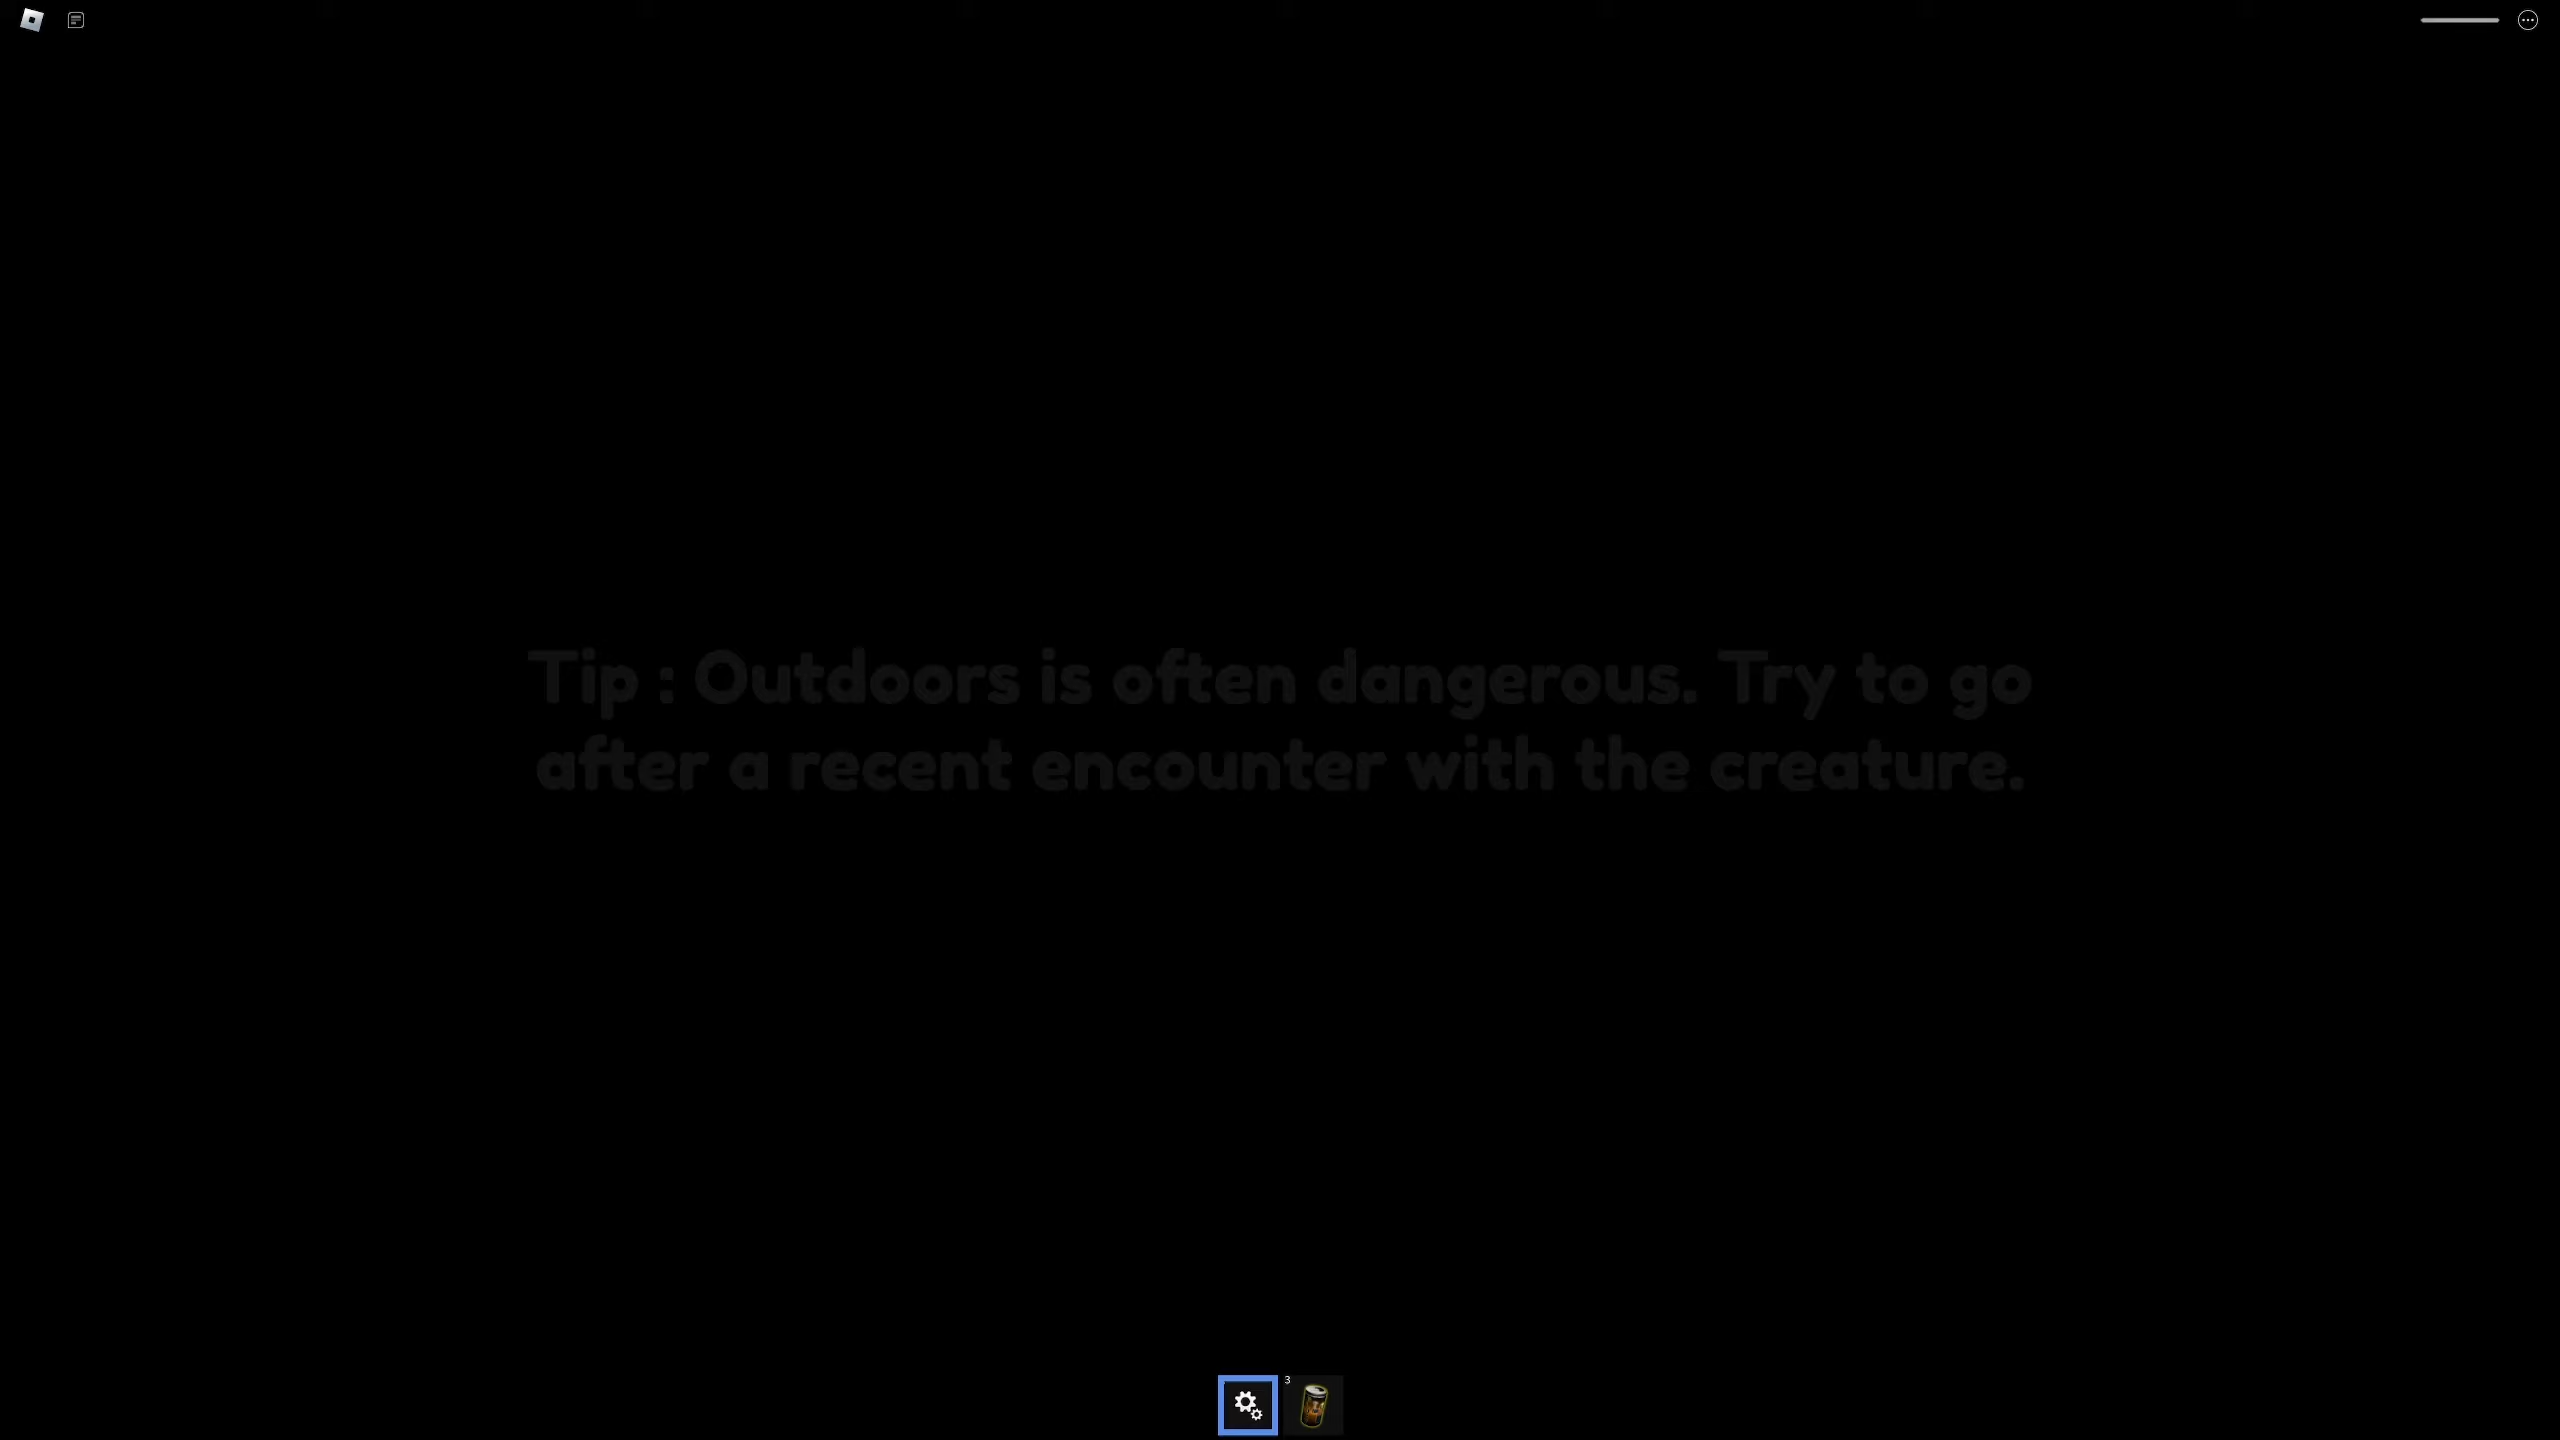 Tip : Outdoors is often dangerous. Try to go
after a recent encounter with the creature.
3